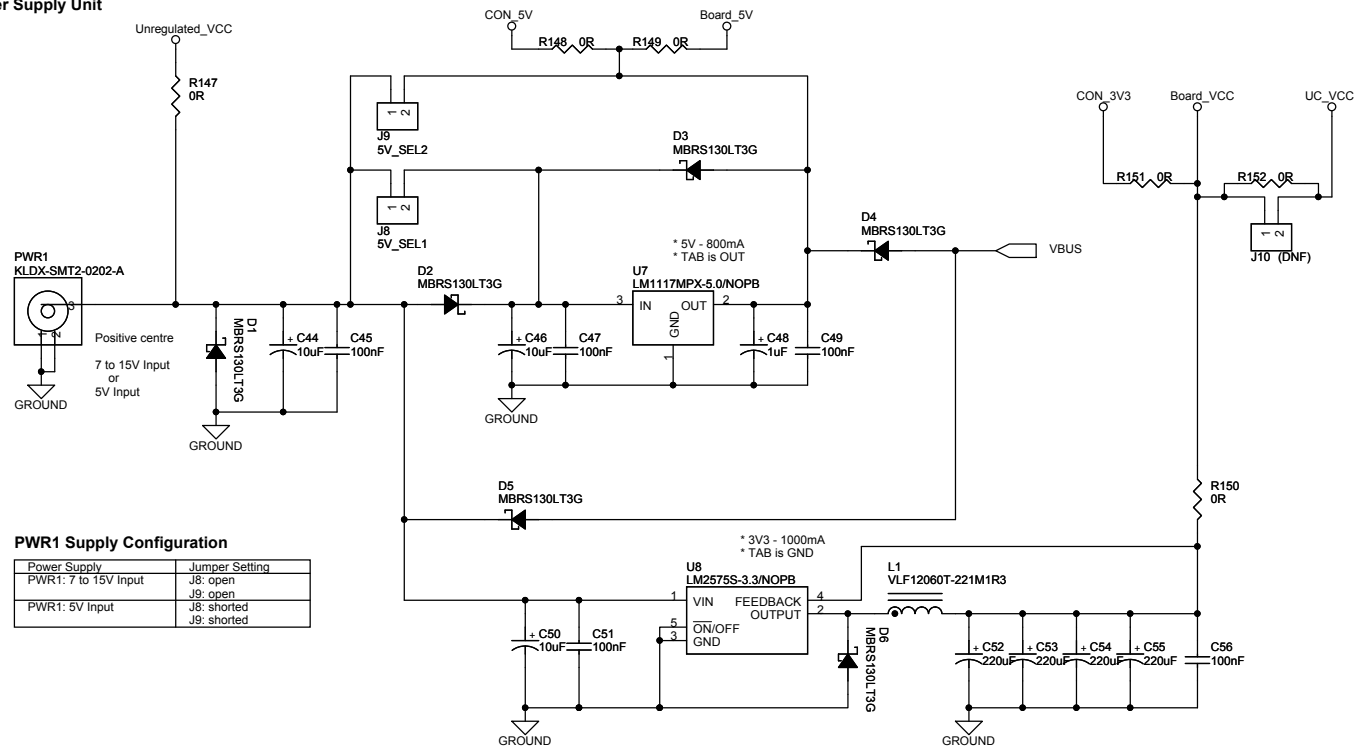 er Supply Unit
Unregulated_VCC
R147
0R
CON_5V
Board_5V
R148 0R
R149 0R
1 2
J9
5V_SEL2
1 2
J8
5V_SEL1
D3
MBRS130LT3G
D4
MBRS130LT3G
VBUS
CON_3V3
Board_VCC
UC_VCC
R151 0R
R152 0R
1 2
J10 (DNF)
PWR1
KLDX-SMT2-0202-A
3
1
2
GROUND
Positive centre
7 to 15V Input
or
5V Input
D1
MBRS130LT3G
+ C44
10uF
C45
100nF
GROUND
D2
MBRS130LT3G
+ C46
10uF
C47
100nF
GROUND
* 5V - 800mA
* TAB is OUT
U7
LM1117MPX-5.0/NOPB
3 IN OUT 2
GND
1
+ C48
1uF
C49
100nF
D5
MBRS130LT3G
R150
0R
PWR1 Supply Configuration
Power Supply Jumper Setting
PWR1: 7 to 15V Input J8: open
J9: open
PWR1: 5V Input J8: shorted
J9: shorted
* 3V3 - 1000mA
* TAB is GND
U8
LM2575S-3.3/NOPB
1 VIN FEEDBACK 4
OUTPUT 2
5 ON/OFF
3 GND
+ C50
10uF
C51
100nF
GROUND
D6
MBRS130LT3G
L1
VLF12060T-221M1R3
+ C52
220uF
+ C53
220uF
+ C54
220uF
+ C55
220uF
C56
100nF
GROUND